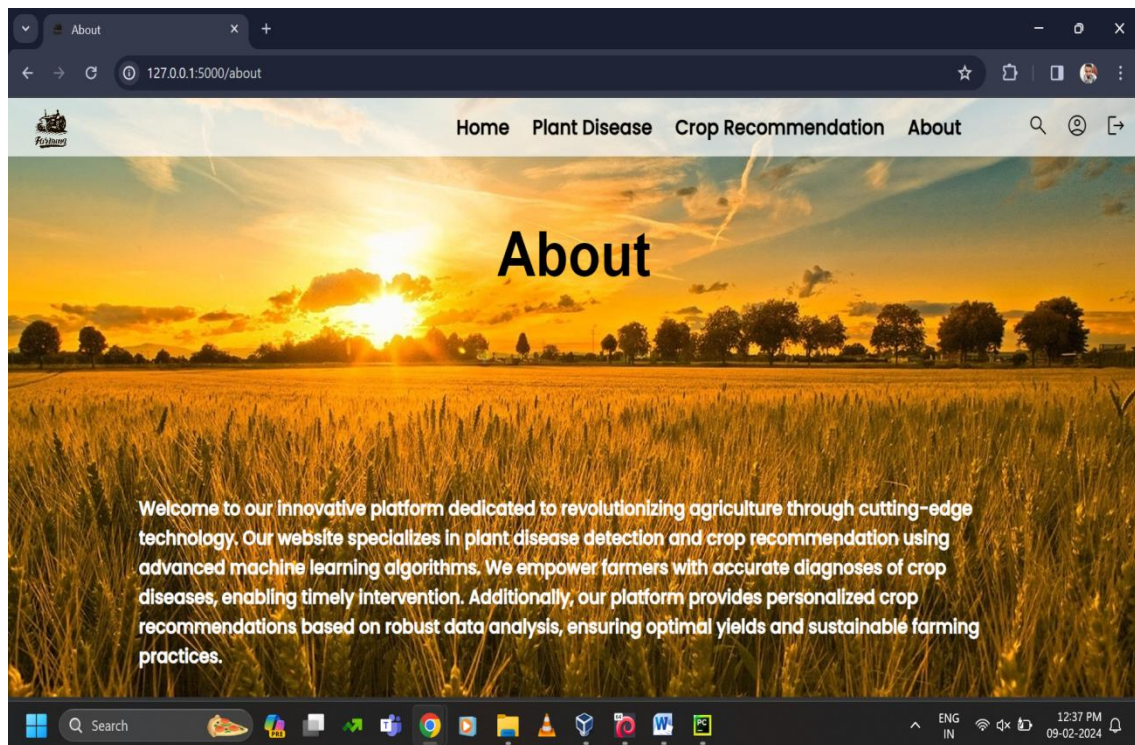 About
127.0.0.1:5000/about
Home Plant Disease Crop Recommendation About
About
Welcome to our innovative platform dedicated to revolutionizing agriculture through cutting-edge
technology. Our website specializes in plant disease detection and crop recommendation using
advanced machine learning algorithms. We empower farmers with accurate diagnoses of crop
diseases, enabling timely intervention. Additionally, our platform provides personalized crop
recommendations based on robust data analysis, ensuring optimal yields and sustainable farming
practices.
Search
PRE
W
PC
ENG
IN
12:37 PM
09-02-2024